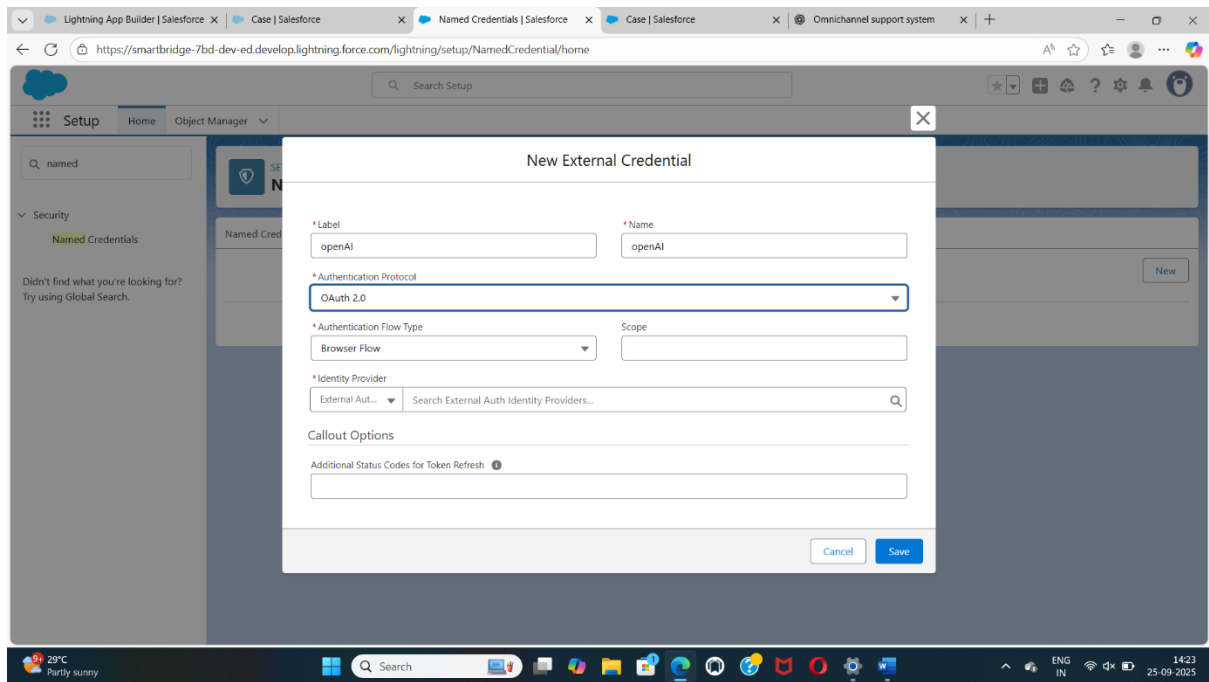 Lightning App Builder | Salesforce
Case | Salesforce
Named Credentials | Salesforce
Case | Salesforce
Omnichannel support system
https://smartbridge-7bd-dev-ed.develop.lightning.force.com/lightning/setup/NamedCredential/home
Search Setup
Setup
Home
Object Manager
named
Security
Named Credentials
Didn't find what you're looking for?
Try using Global Search.
SE
N
Named Cred
New
New External Credential
*Label
*Name
openAI
openAI
*Authentication Protocol
OAuth 2.0
*Authentication Flow Type
Scope
Browser Flow
*Identity Provider
External Aut...
Search External Auth Identity Providers...
Callout Options
Additional Status Codes for Token Refresh
Cancel
Save
9+
29°C
Partly sunny
Search
ENG
IN
14:23
25-09-2025